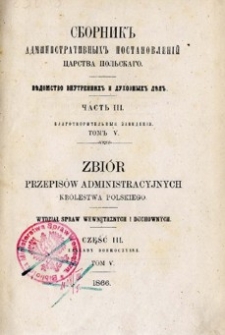 СБОРНИКЪ
АДМИНИСТРАТИВНЫХЪ ПОСТАНОВЛЕНІЙ
ЦАРСТВА ПОЛЬСКАГО.
ВѢДОМСТВО ВНУТРЕННИХЪ И ДУХОВНЫХЪ ДѢЛЪ.
ЧАСТЬ III.
БЛАГОТВОРИТЕЛЬНЫЯ ЗАВЕДЕНІЯ.
ТОМЪ V.
ZBIÓR
PRZEPISÓW ADMINISTRACYJNYCH
KRÓLESTWA POLSKIEGO.
WYDZIAŁ SPRAW WEWNĘTRZNYCH I DUCHOWNYCH.
CZĘŚĆ III.
DOBROCZYNNE
TOM V.
1866.